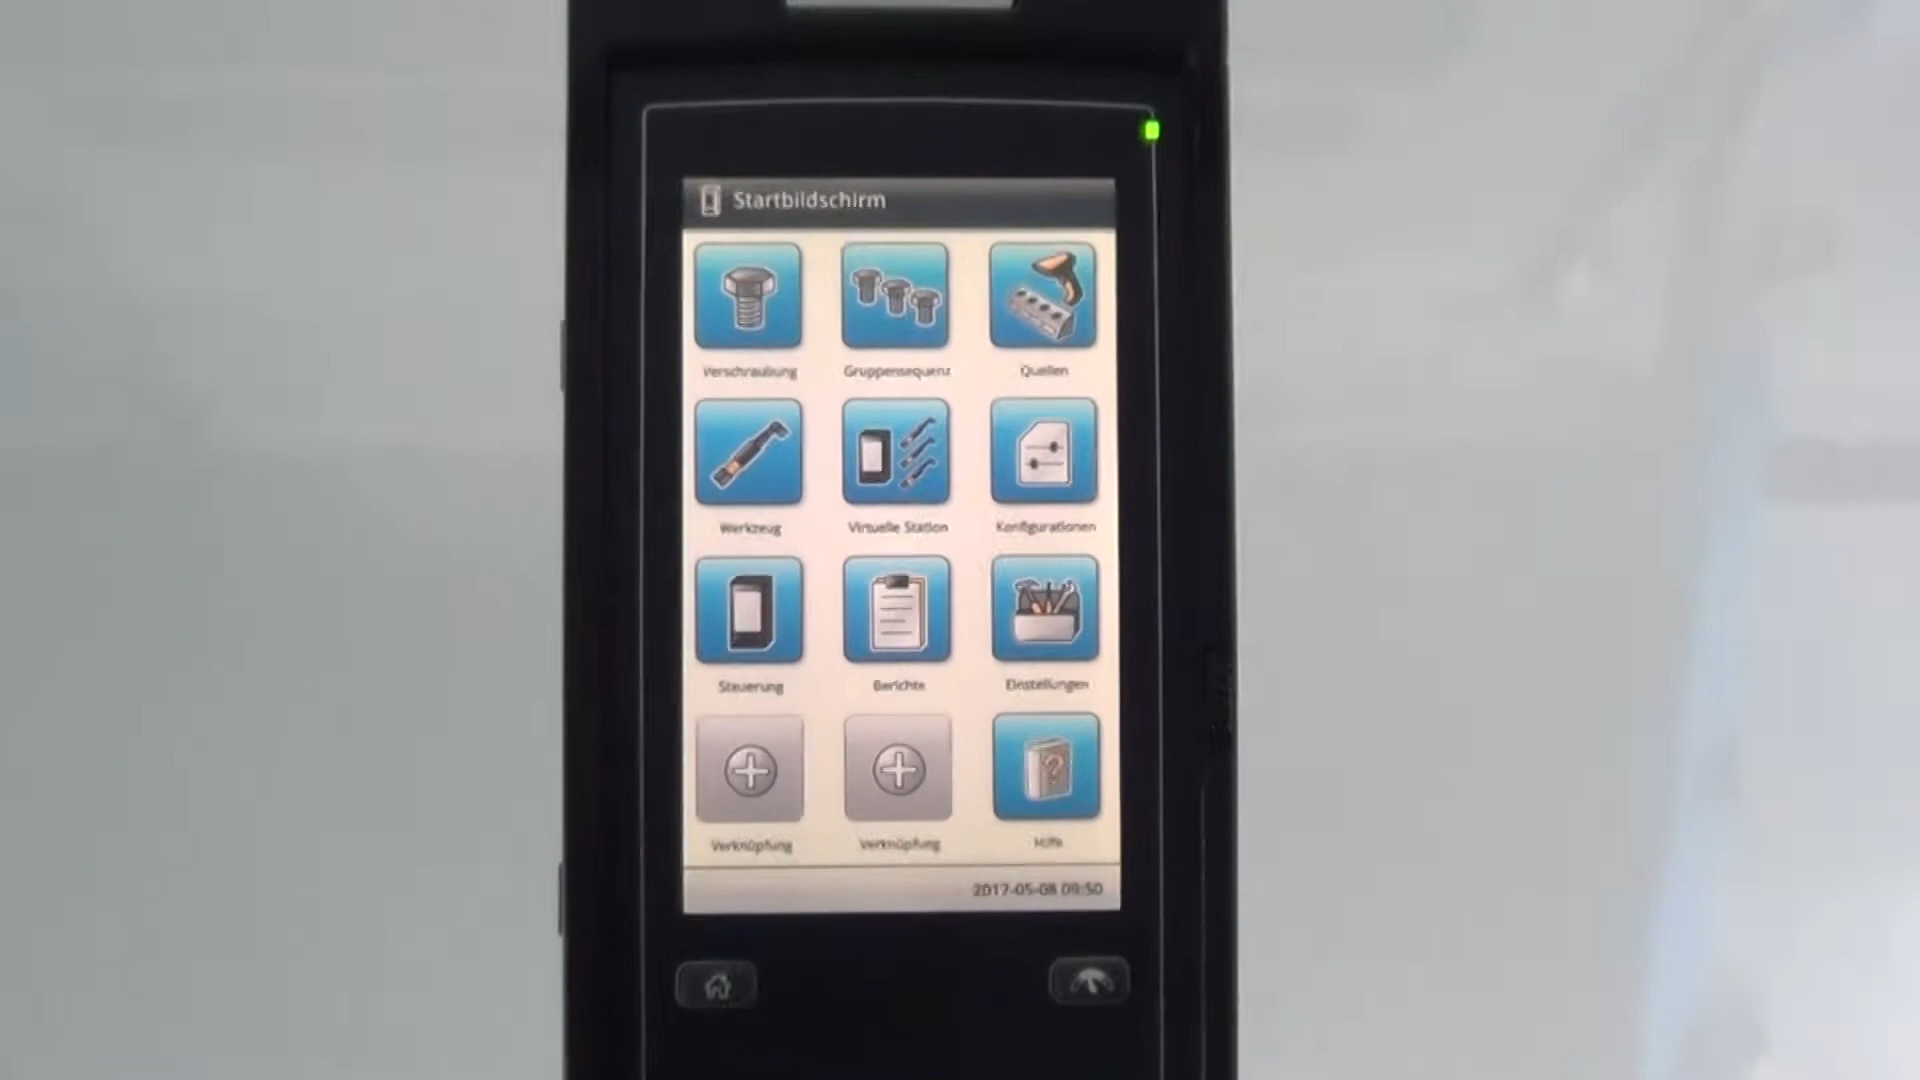 Startbildschirm
Verschraubung Gruppensequenz Quellen
Werkzeug Virtuelle Station Konfigurationen
Steuerung Berichte Einstellungen
?
Verknüpfung Verknüpfung Hilfe
2017-05-08 09:50